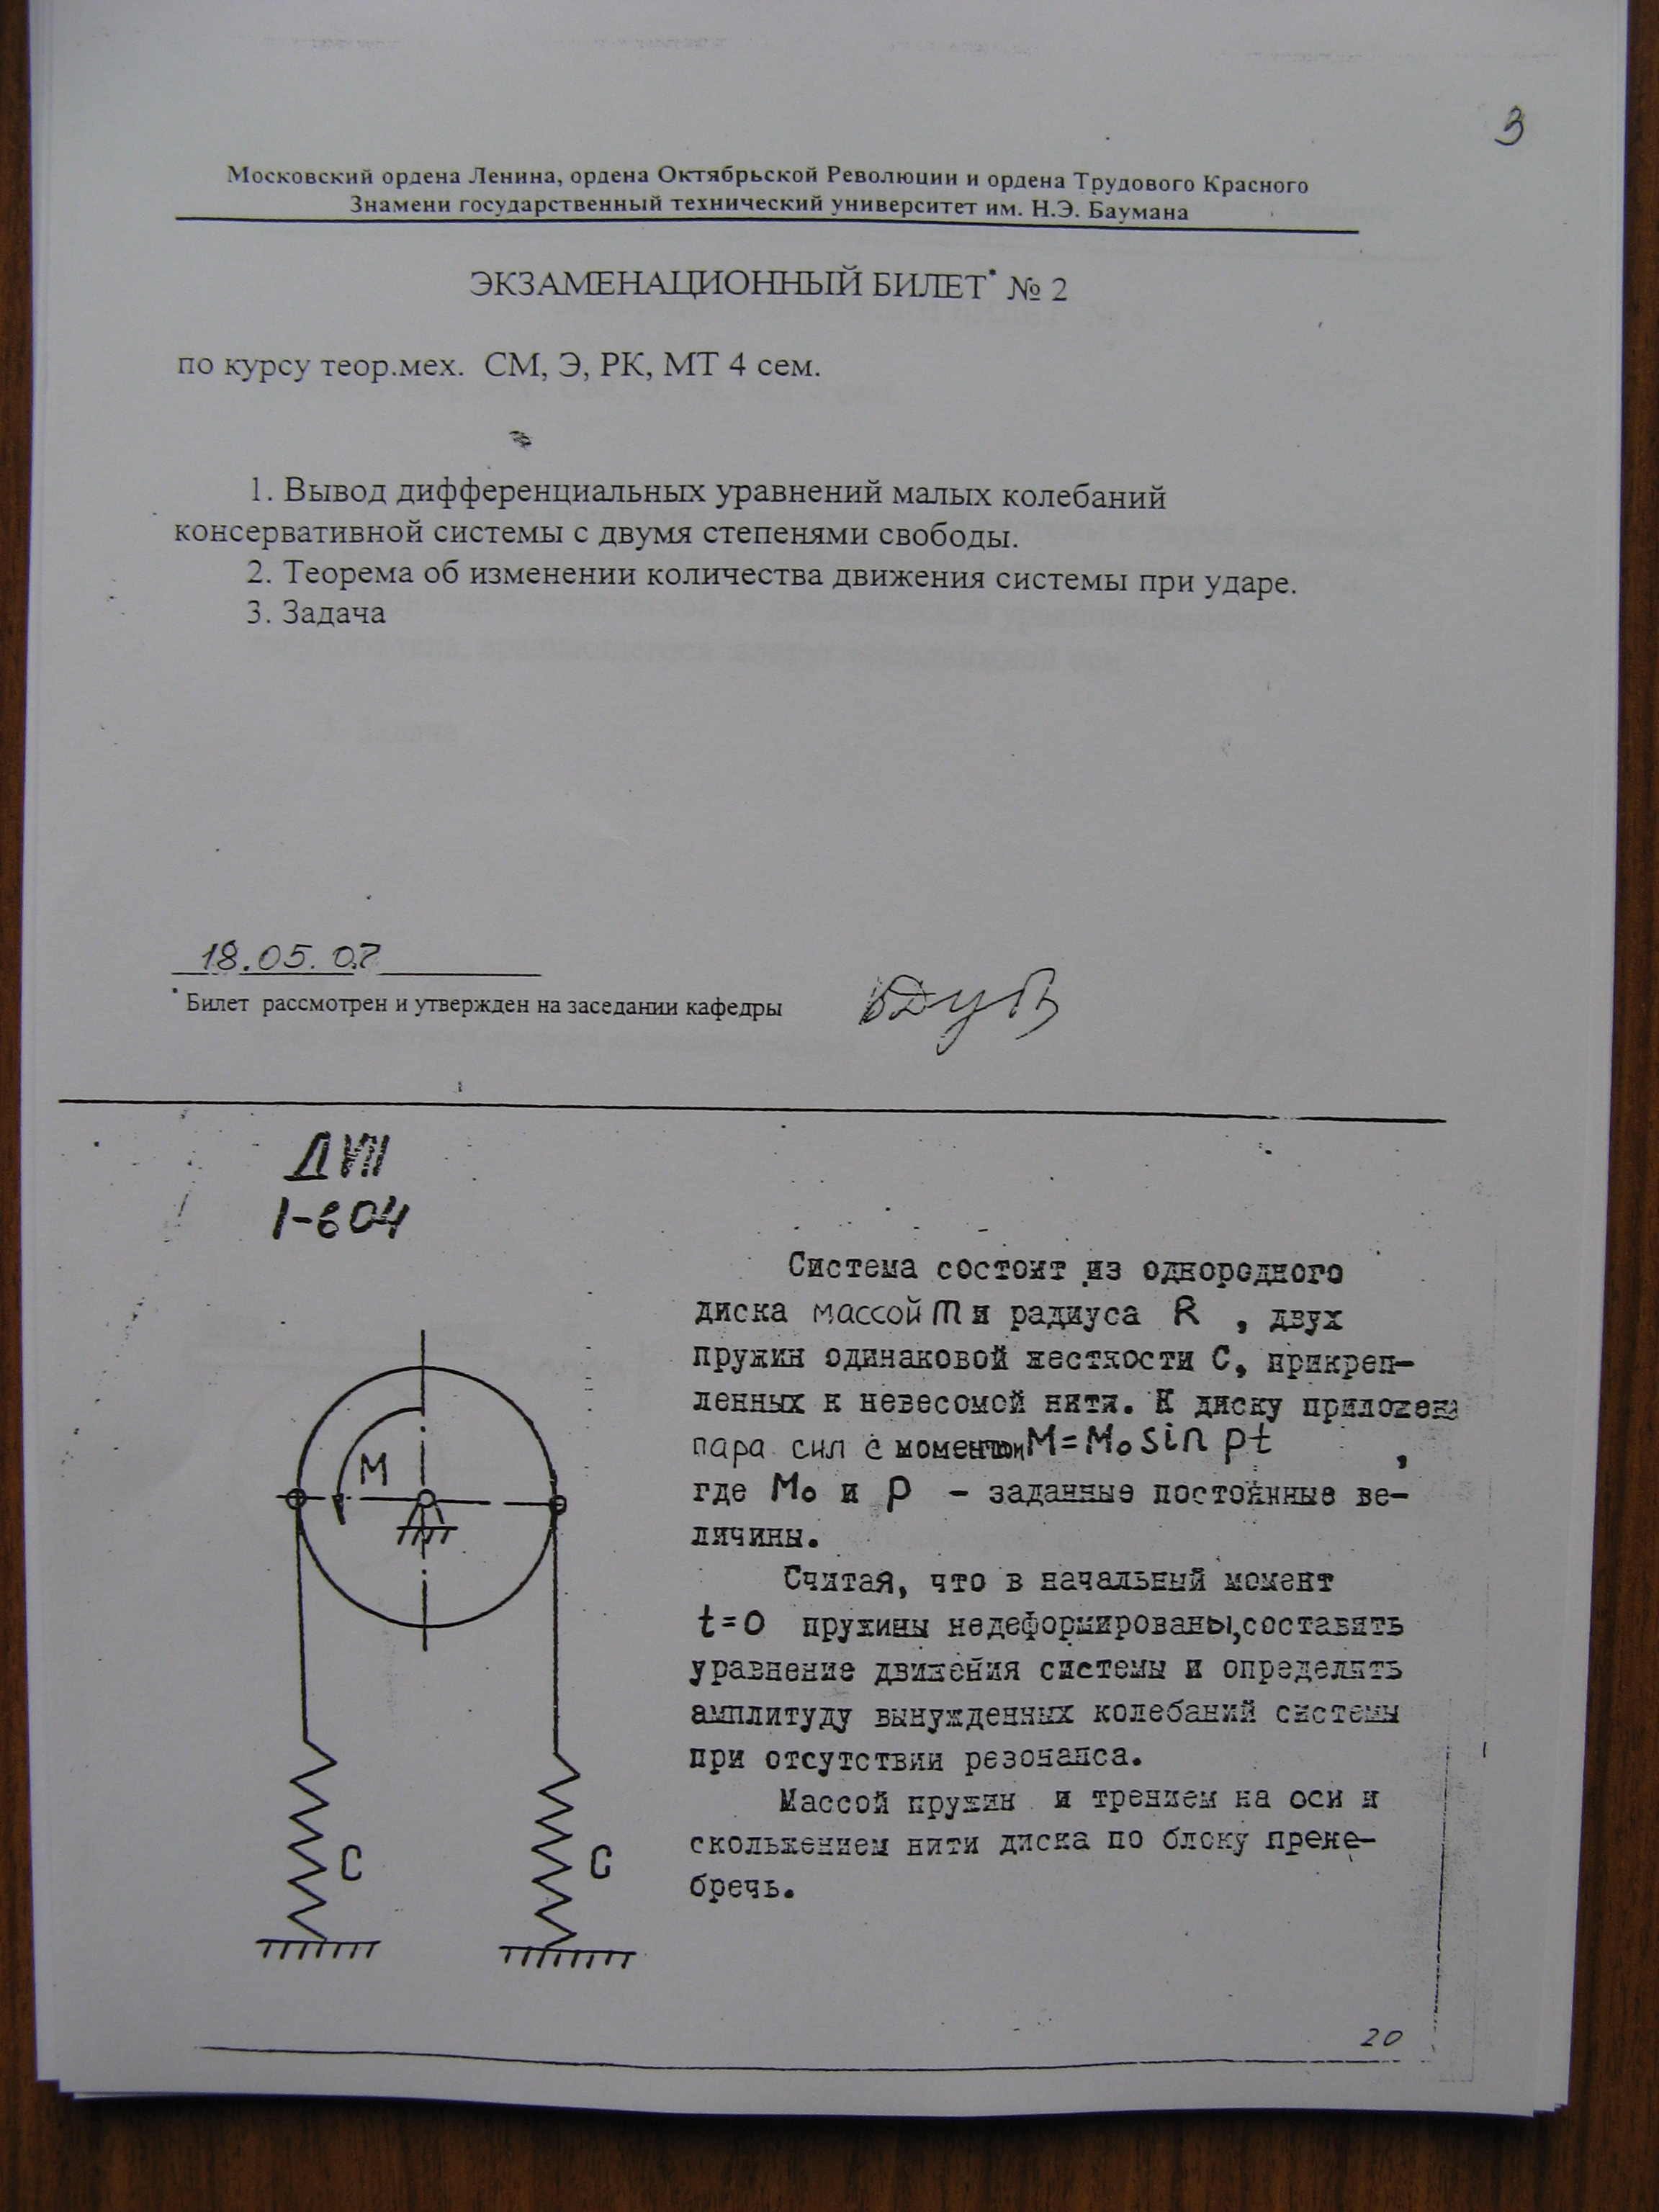 3
Московский ордена Ленина, ордена Октябрьской Революции и ордена Трудового Красного
Знамени государственный технический университет им. Н.Э. Баумана
ЭКЗАМЕНАЦИОННЫЙ БИЛЕТ* № 2
по курсу теор.мех. СМ, Э, РК, МТ 4 сем.
1. Вывод дифференциальных уравнений малых колебаний
консервативной системы с двумя степенями свободы.
2. Теорема об изменении количества движения системы при ударе.
3. Задача
18.05.07
* Билет рассмотрен и утвержден на заседании кафедры
ДVIII
1-604
Система состоит из однородного
диска массой m и радиуса R , двух
пружин одинаковой жесткости С, прикреп-
ленных к невесомой нити. К диску приложена
пара сил с моментом M=M₀ sin pt ,
где M₀ и p - заданные постоянные ве-
личины.
Считая, что в начальный момент
t=0 пружины недеформированы,составить
уравнение движения системы и определить
амплитуду вынужденных колебаний системы
при отсутствии резонанса.
Массой пружин и трением на оси и
скольжением нити диска по блоку прене-
бречь.
M
C
C
20